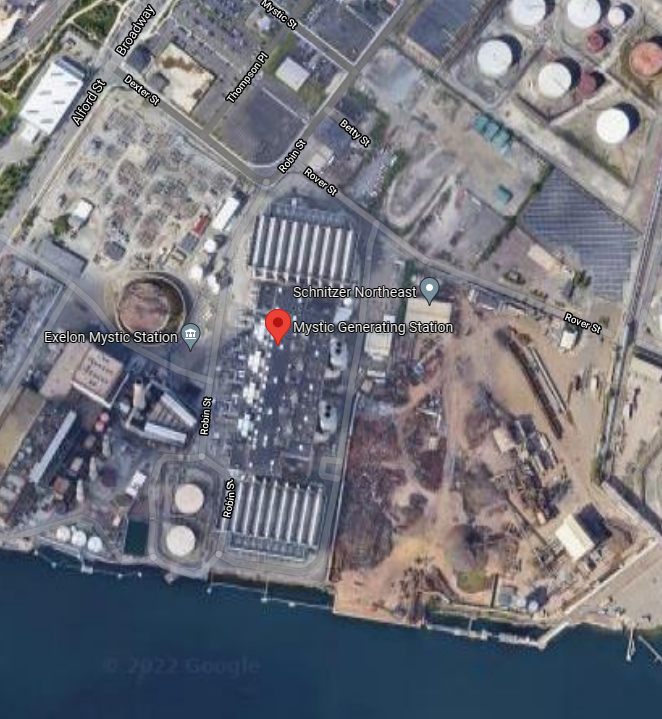 Mystic St
Broadway
Thompson Pl
Alford St
Dexter St
Betty St
Robin St
Rover St
Schnitzer Northeast
Mystic Generating Station
Exelon Mystic Station
Rover St
Robin St
Robin St
© 2022 Google